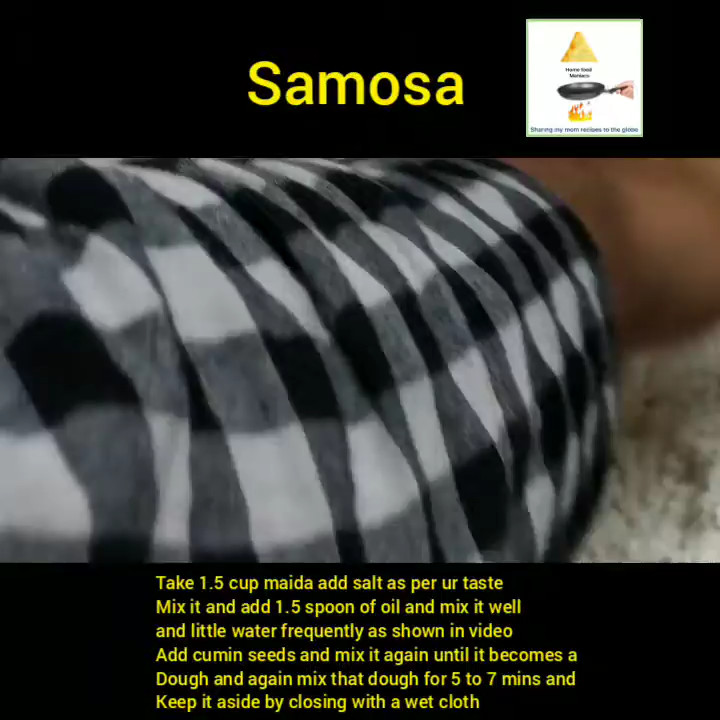 Samosa
Home food
Maniacs
Sharing my mom recipes to the globe
Take 1.5 cup maida add salt as per ur taste
Mix it and add 1.5 spoon of oil and mix it well
and little water frequently as shown in video
Add cumin seeds and mix it again until it becomes a
Dough and again mix that dough for 5 to 7 mins and
Keep it aside by closing with a wet cloth